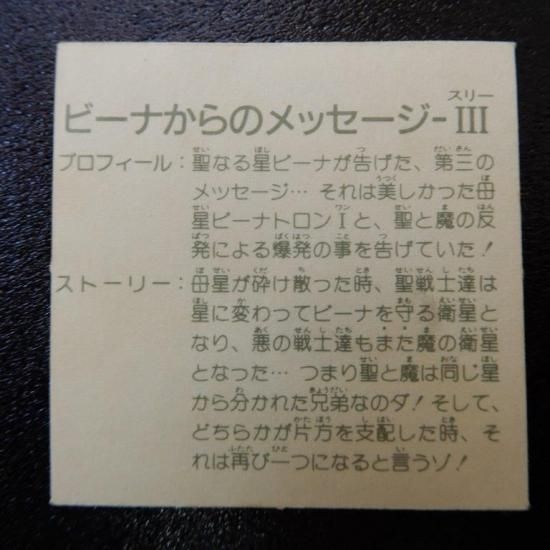 ビーナからのメッセージ-III
プロフィール：聖なる星ビーナが告げた、第三の
メッセージ… それは美しかった母
星ビーナトロンIと、聖と魔の反
発による爆発の事を告げていた！
ストーリー：母星が砕け散った時、聖戦士達は
星に変わってビーナを守る衛星と
なり、悪の戦士達もまた魔の衛星
となった… つまり聖と魔は同じ星
から分かれた兄弟なのダ！そして、
どちらかが片方を支配した時、そ
れは再び一つになると言うゾ！